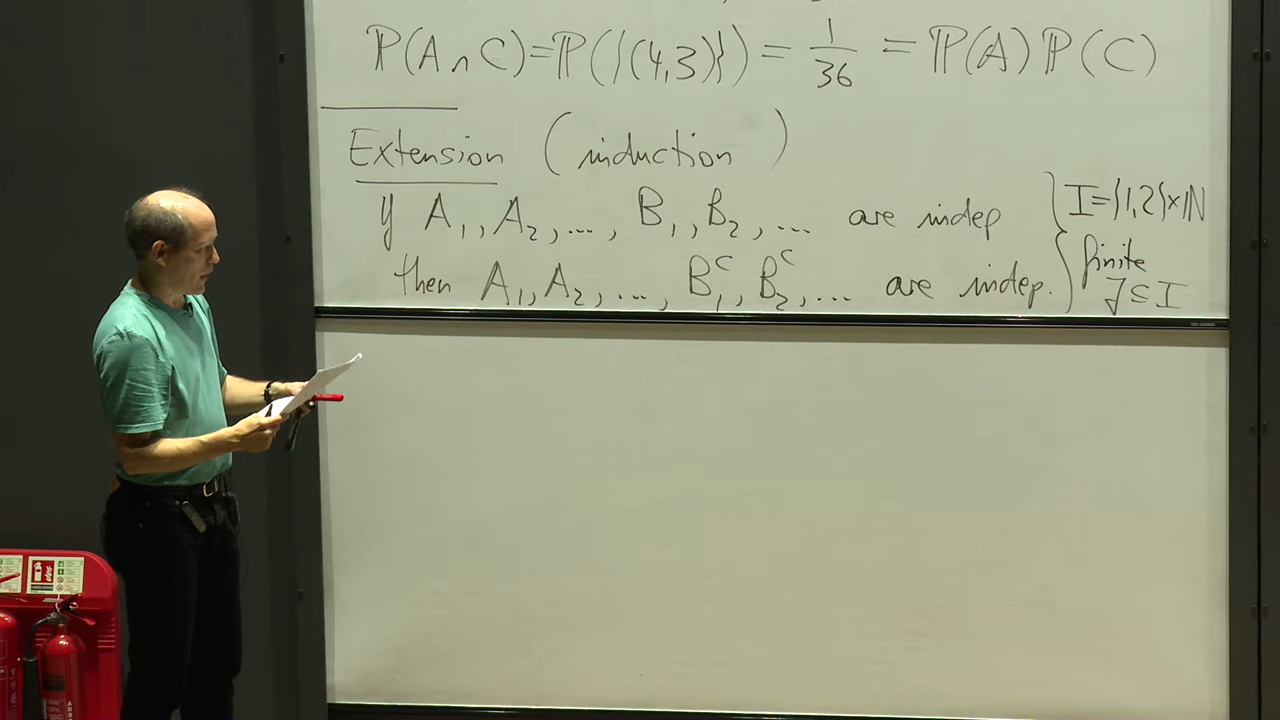 ℙ(A∩C)=ℙ({(4,3)}) = 1/36 = ℙ(A)ℙ(C)
Extension (induction)
If A₁, A₂, ..., B₁, B₂, ... are indep
then A₁, A₂, ..., B₁ᶜ, B₂ᶜ, ... are indep.
I={1,2}×ℕ
finite
J⊆I